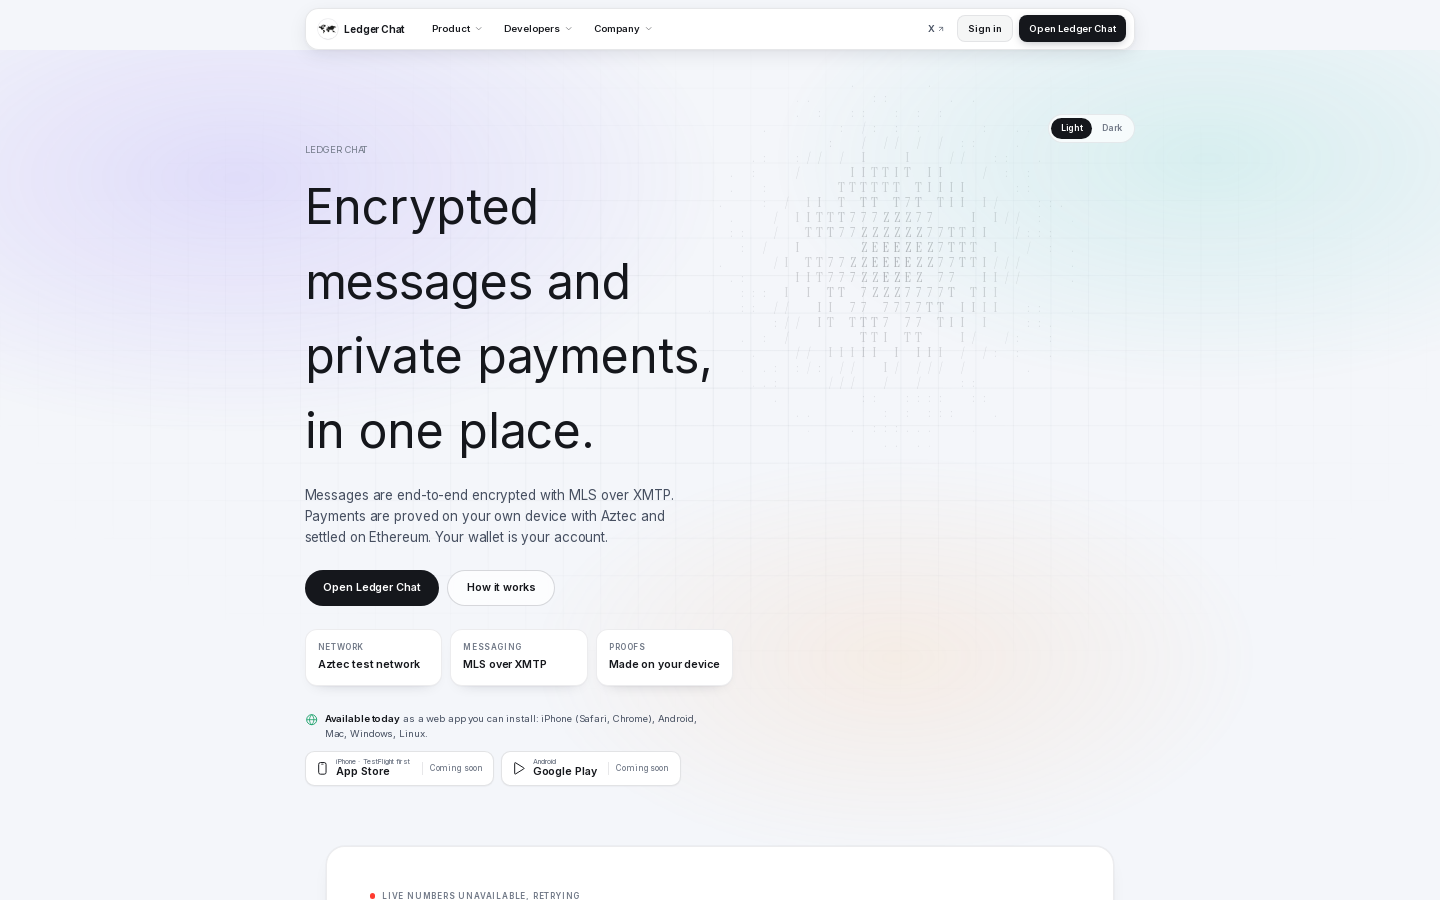 Ledger Chat
Product
Developers
Company
X
Sign in
Open Ledger Chat
Light
Dark
LEDGER CHAT
Encrypted
messages and
private payments,
in one place.
Messages are end-to-end encrypted with MLS over XMTP.
Payments are proved on your own device with Aztec and
settled on Ethereum. Your wallet is your account.
Open Ledger Chat
How it works
NETWORK
Aztec test network
MESSAGING
MLS over XMTP
PROOFS
Made on your device
Available today as a web app you can install: iPhone (Safari, Chrome), Android,
Mac, Windows, Linux.
iPhone · TestFlight first
App Store
Coming soon
Android
Google Play
Coming soon
LIVE NUMBERS UNAVAILABLE, RETRYING